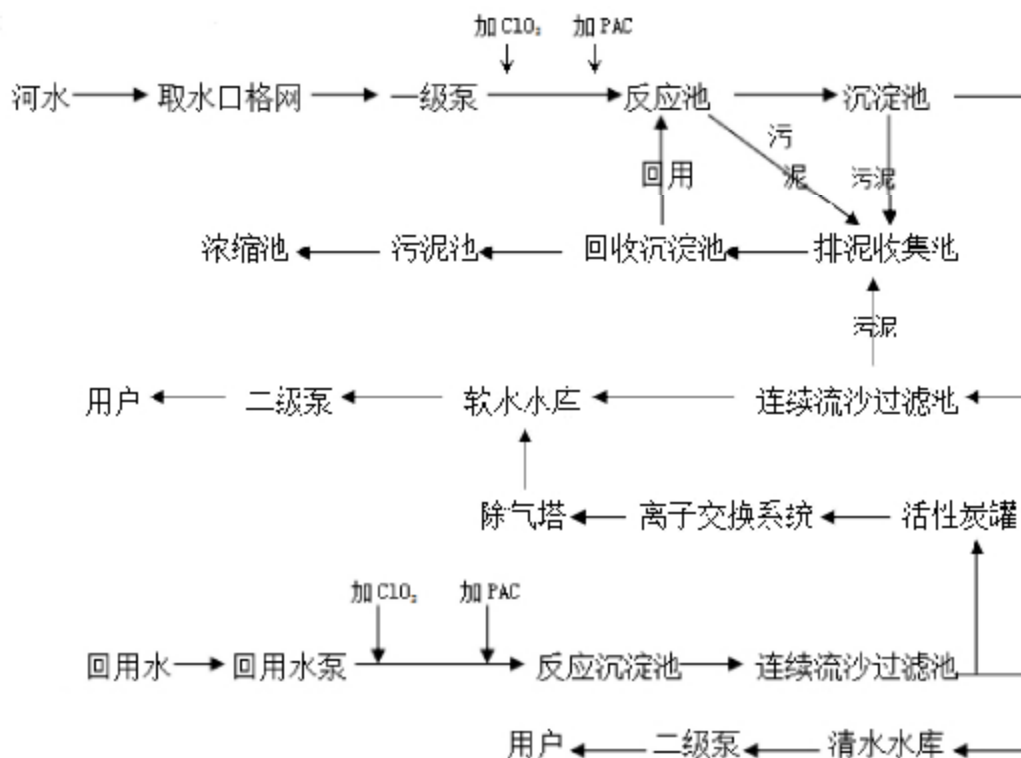 加ClO₂ 加PAC
河水 取水口格网 一级泵 反应池 沉淀池
污
回用 泥 污泥
浓缩池 污泥池 回收沉淀池 排泥收集池
污泥
用户 二级泵 软水水库 连续流沙过滤池
除气塔 离子交换系统 活性炭罐
加ClO₂ 加PAC
回用水 回用水泵 反应沉淀池 连续流沙过滤池
用户 二级泵 清水水库